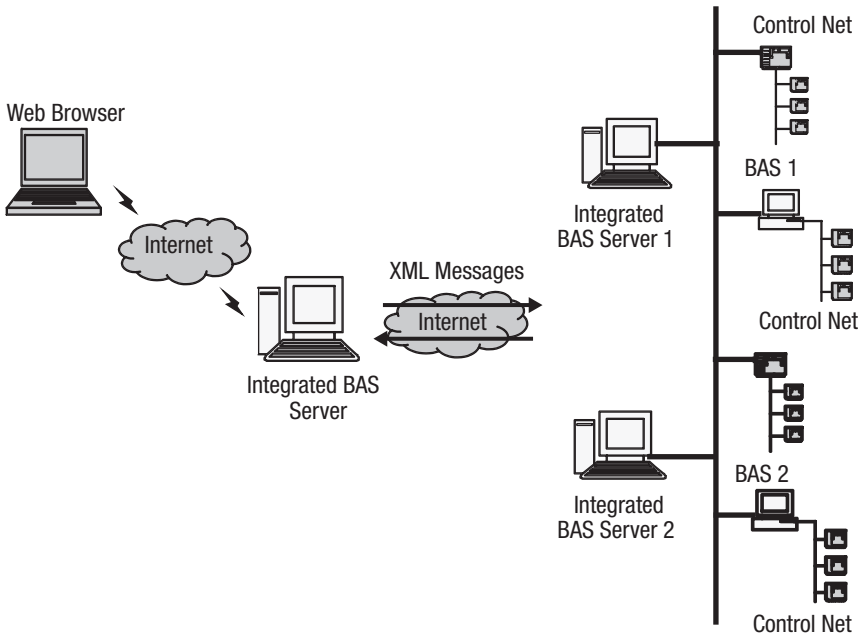 Web Browser
Internet
Integrated BAS
Server
XML Messages
Internet
Integrated
BAS Server 1
Integrated
BAS Server 2
Control Net
BAS 1
Control Net
BAS 2
Control Net